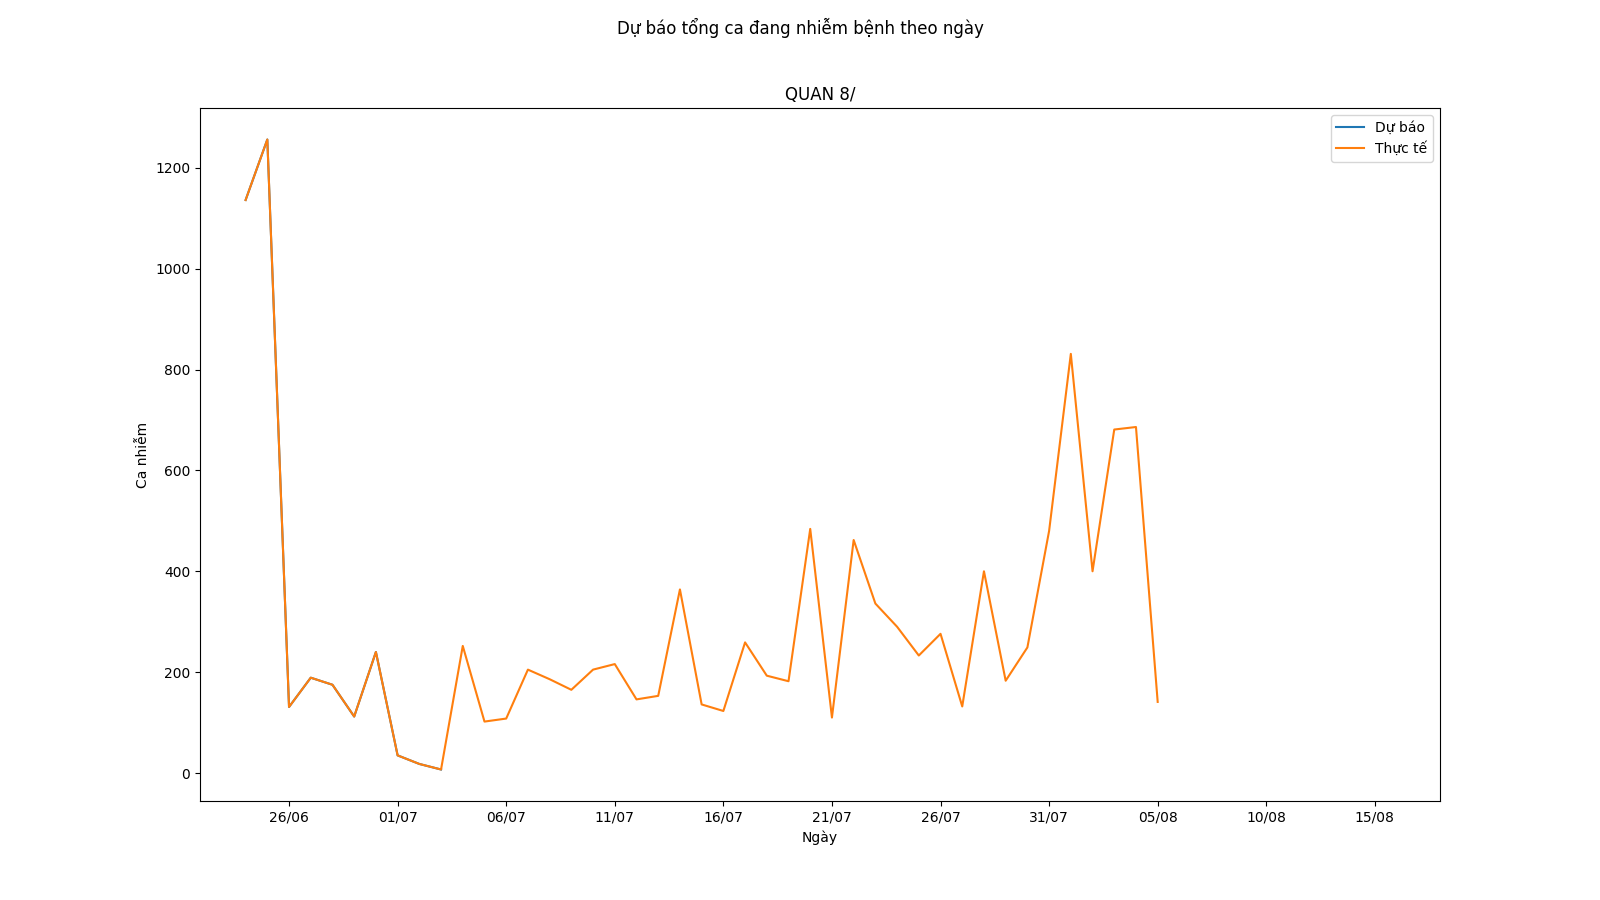 Dự báo tổng ca đang nhiễm bệnh theo ngày
QUAN 8/
Dự báo
Thực tế
1200
1000
800
600
400
200
0
Ca nhiễm
26/06 01/07 06/07 11/07 16/07 21/07 26/07 31/07 05/08 10/08 15/08
Ngày